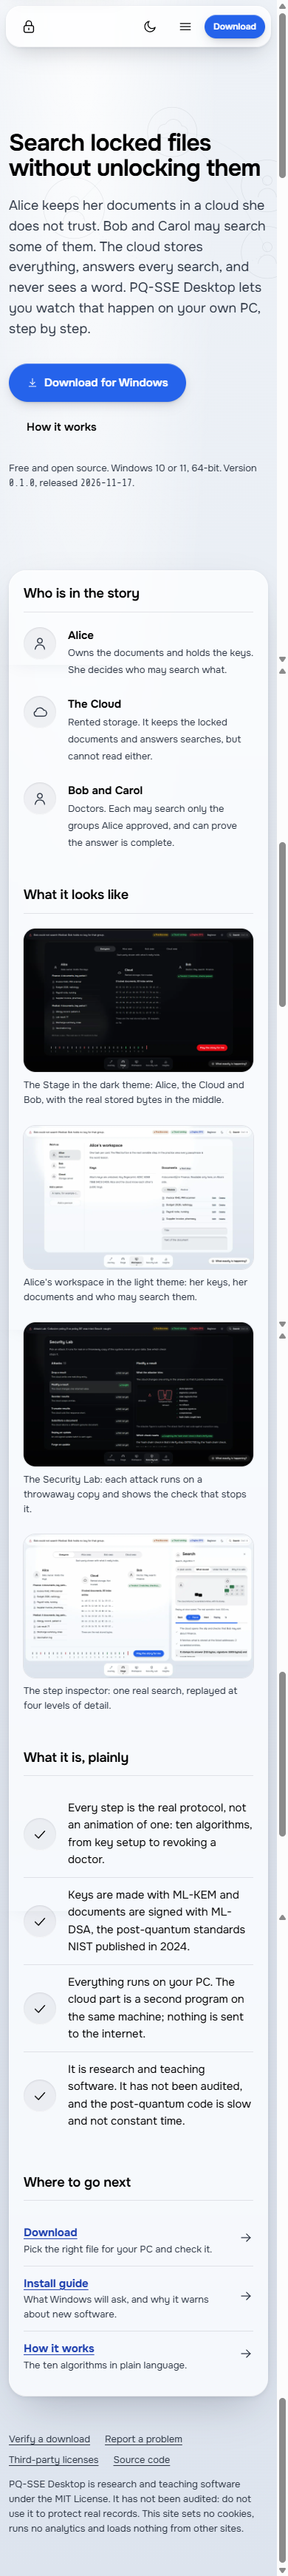 Download
Search locked files
without unlocking them
Alice keeps her documents in a cloud she
does not trust. Bob and Carol may search
some of them. The cloud stores
everything, answers every search, and
never sees a word. PQ-SSE Desktop lets
you watch that happen on your own PC,
step by step.
Download for Windows
How it works
Free and open source. Windows 10 or 11, 64-bit. Version
0.1.0, released 2026-11-17.
Who is in the story
Alice
Owns the documents and holds the keys.
She decides who may search what.
The Cloud
Rented storage. It keeps the locked
documents and answers searches, but
cannot read either.
Bob and Carol
Doctors. Each may search only the
groups Alice approved, and can prove
the answer is complete.
What it looks like
The Stage in the dark theme: Alice, the Cloud and
Bob, with the real stored bytes in the middle.
Alice's workspace
Alice's workspace in the light theme: her keys, her
documents and who may search them.
Security Lab
The Security Lab: each attack runs on a
throwaway copy and shows the check that stops
it.
Search
The step inspector: one real search, replayed at
four levels of detail.
What it is, plainly
Every step is the real protocol, not
an animation of one: ten algorithms,
from key setup to revoking a
doctor.
Keys are made with ML-KEM and
documents are signed with ML-
DSA, the post-quantum standards
NIST published in 2024.
Everything runs on your PC. The
cloud part is a second program on
the same machine; nothing is sent
to the internet.
It is research and teaching
software. It has not been audited,
and the post-quantum code is slow
and not constant time.
Where to go next
Download
Pick the right file for your PC and check it.
Install guide
What Windows will ask, and why it warns
about new software.
How it works
The ten algorithms in plain language.
Verify a download Report a problem
Third-party licenses Source code
PQ-SSE Desktop is research and teaching software
under the MIT License. It has not been audited: do not
use it to protect real records. This site sets no cookies,
runs no analytics and loads nothing from other sites.